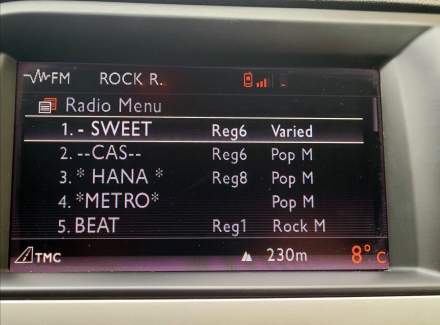 FM ROCK R.
Radio Menu
1. - SWEET Reg6 Varied
2. --CAS-- Reg6 Pop M
3. * HANA * Reg8 Pop M
4. *METRO* Pop M
5. BEAT Reg1 Rock M
TMC 230m 8°C